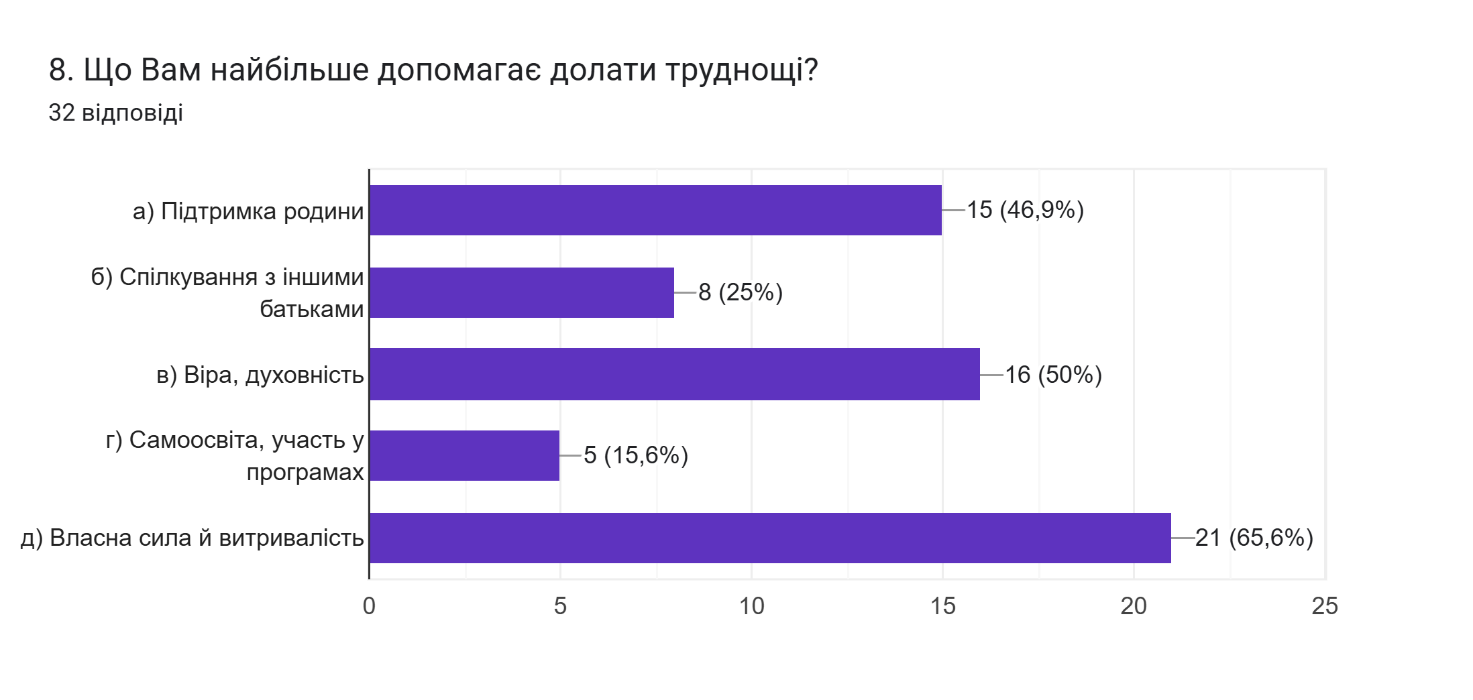 8. Що Вам найбільше допомагає долати труднощі?
32 відповіді
а) Підтримка родини
15 (46,9%)
б) Спілкування з іншими
батьками
8 (25%)
в) Віра, духовність
16 (50%)
г) Самоосвіта, участь у
програмах
5 (15,6%)
д) Власна сила й витривалість
21 (65,6%)
0 5 10 15 20 25